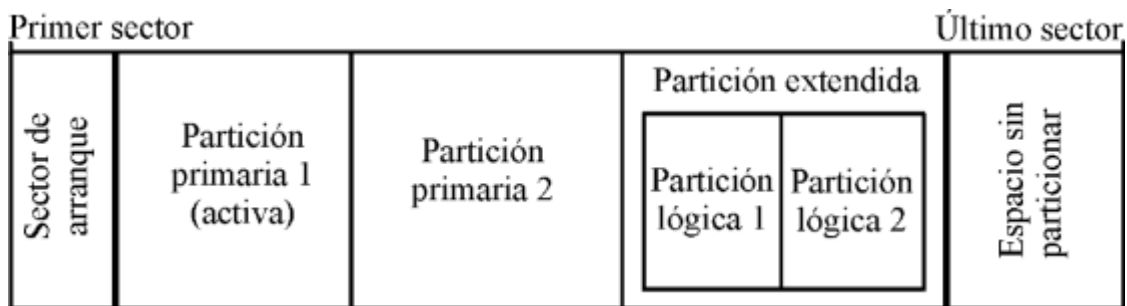 Primer sector
Último sector
Sector de
arranque
Partición
primaria 1
(activa)
Partición
primaria 2
Partición extendida
Partición
lógica 1
Partición
lógica 2
Espacio sin
particionar